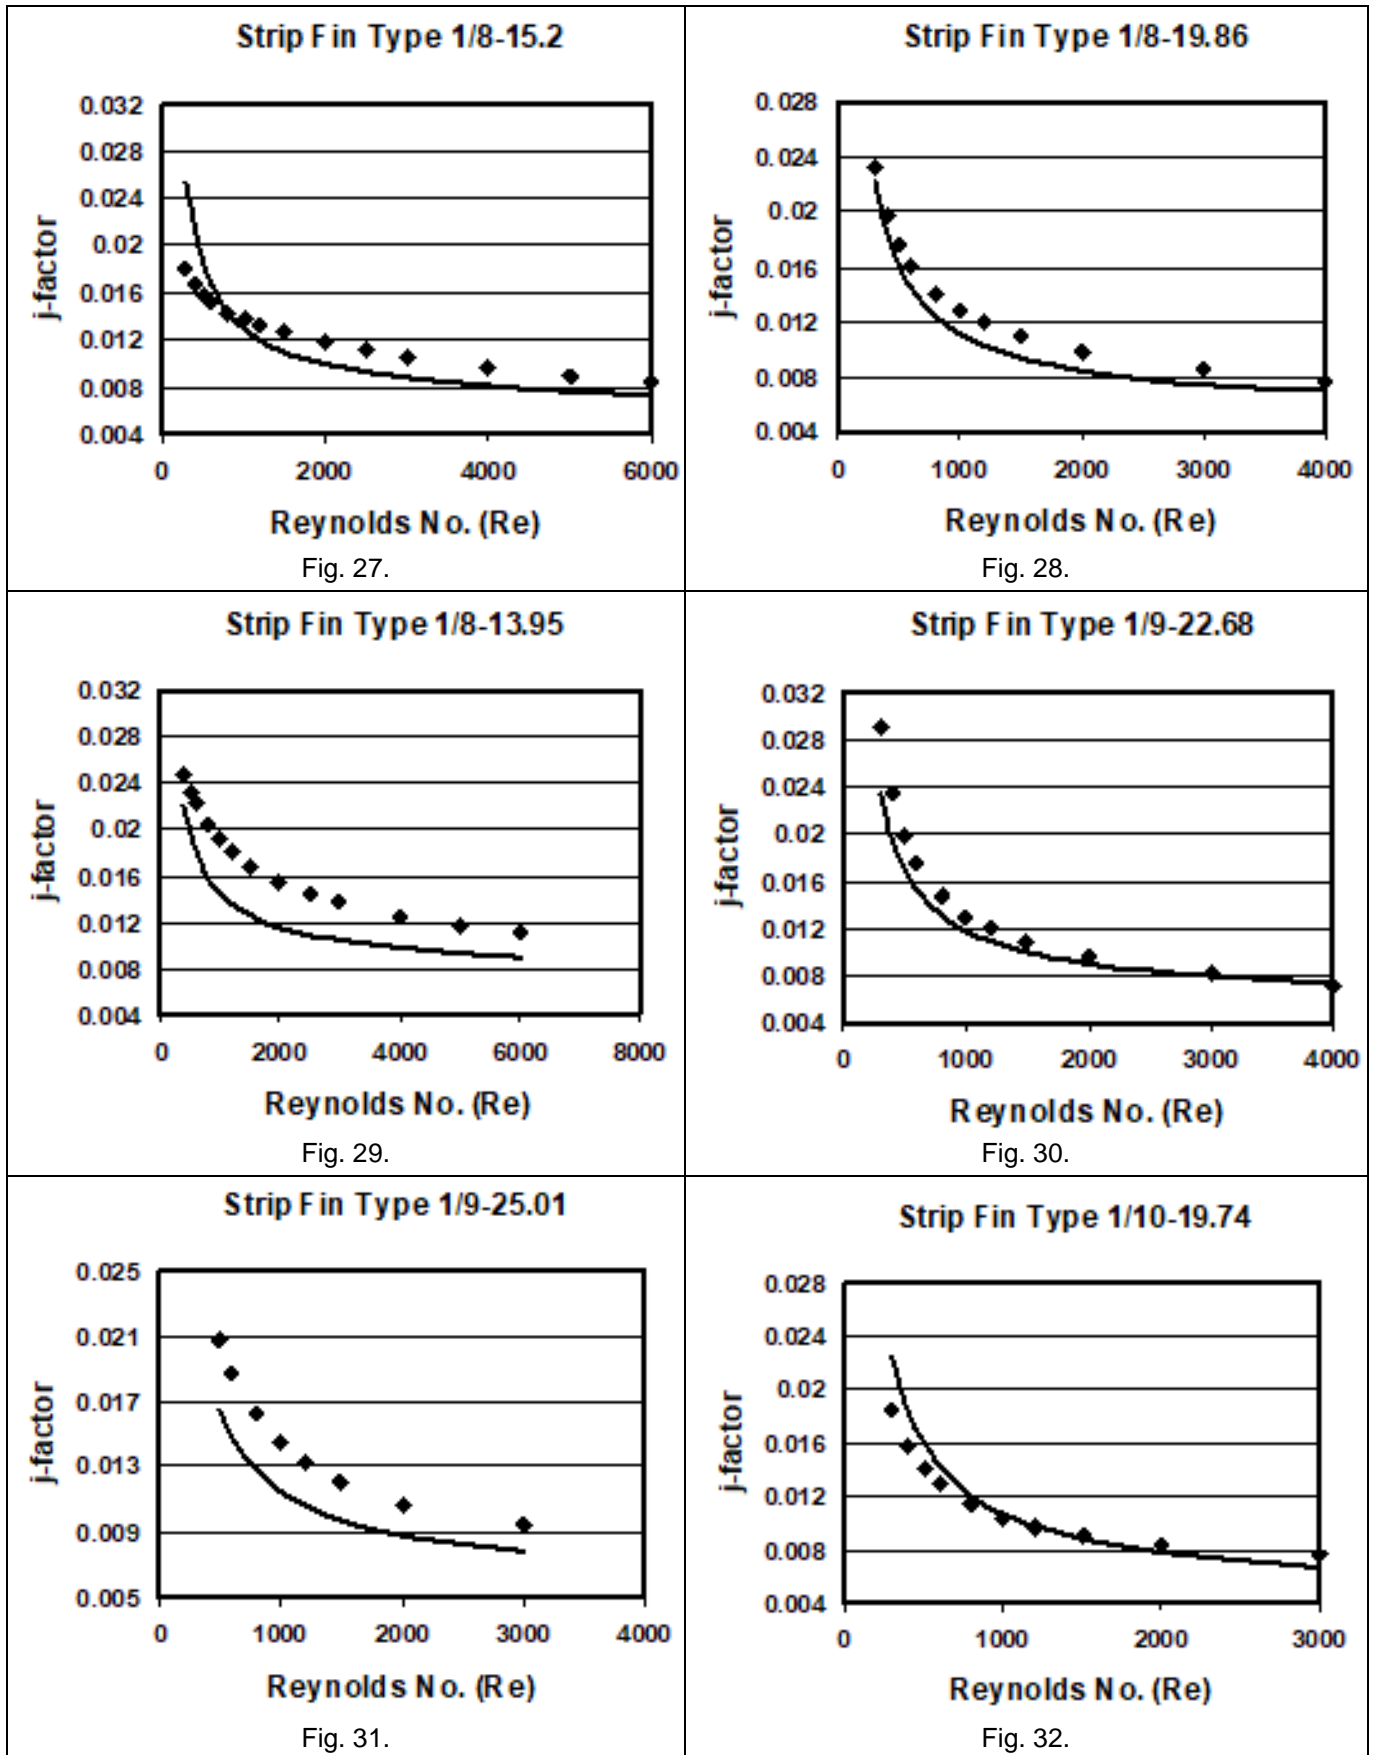 Strip Fin Type 1/8-15.2
0.032
0.028
0.024
0.02
0.016
0.012
0.008
0.004
j-factor
0 2000 4000 6000
Reynolds No. (Re)
Fig. 27.
Strip Fin Type 1/8-19.86
0.028
0.024
0.02
0.016
0.012
0.008
0.004
j-factor
0 1000 2000 3000 4000
Reynolds No. (Re)
Fig. 28.
Strip Fin Type 1/8-13.95
0.032
0.028
0.024
0.02
0.016
0.012
0.008
0.004
j-factor
0 2000 4000 6000 8000
Reynolds No. (Re)
Fig. 29.
Strip Fin Type 1/9-22.68
0.032
0.028
0.024
0.02
0.016
0.012
0.008
0.004
j-factor
0 1000 2000 3000 4000
Reynolds No. (Re)
Fig. 30.
Strip Fin Type 1/9-25.01
0.025
0.021
0.017
0.013
0.009
0.005
j-factor
0 1000 2000 3000 4000
Reynolds No. (Re)
Fig. 31.
Strip Fin Type 1/10-19.74
0.028
0.024
0.02
0.016
0.012
0.008
0.004
j-factor
0 1000 2000 3000
Reynolds No. (Re)
Fig. 32.